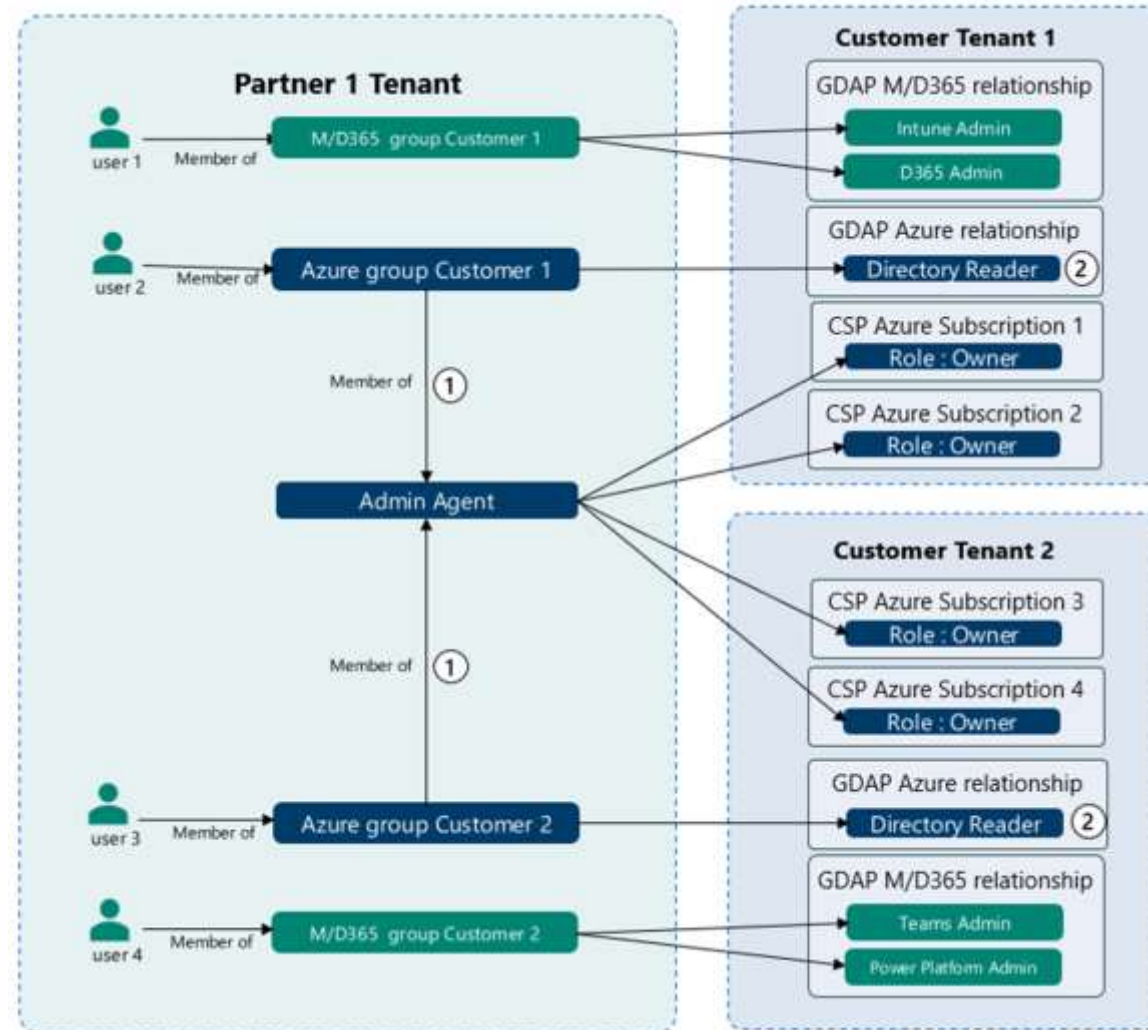 Partner 1 Tenant
user 1
Member of
M/D365 group Customer 1
user 2
Member of
Azure group Customer 1
Member of
1
Admin Agent
Member of
1
user 3
Member of
Azure group Customer 2
user 4
Member of
M/D365 group Customer 2
Customer Tenant 1
GDAP M/D365 relationship
Intune Admin
D365 Admin
GDAP Azure relationship
Directory Reader
2
CSP Azure Subscription 1
Role : Owner
CSP Azure Subscription 2
Role : Owner
Customer Tenant 2
CSP Azure Subscription 3
Role : Owner
CSP Azure Subscription 4
Role : Owner
GDAP Azure relationship
Directory Reader
2
GDAP M/D365 relationship
Teams Admin
Power Platform Admin